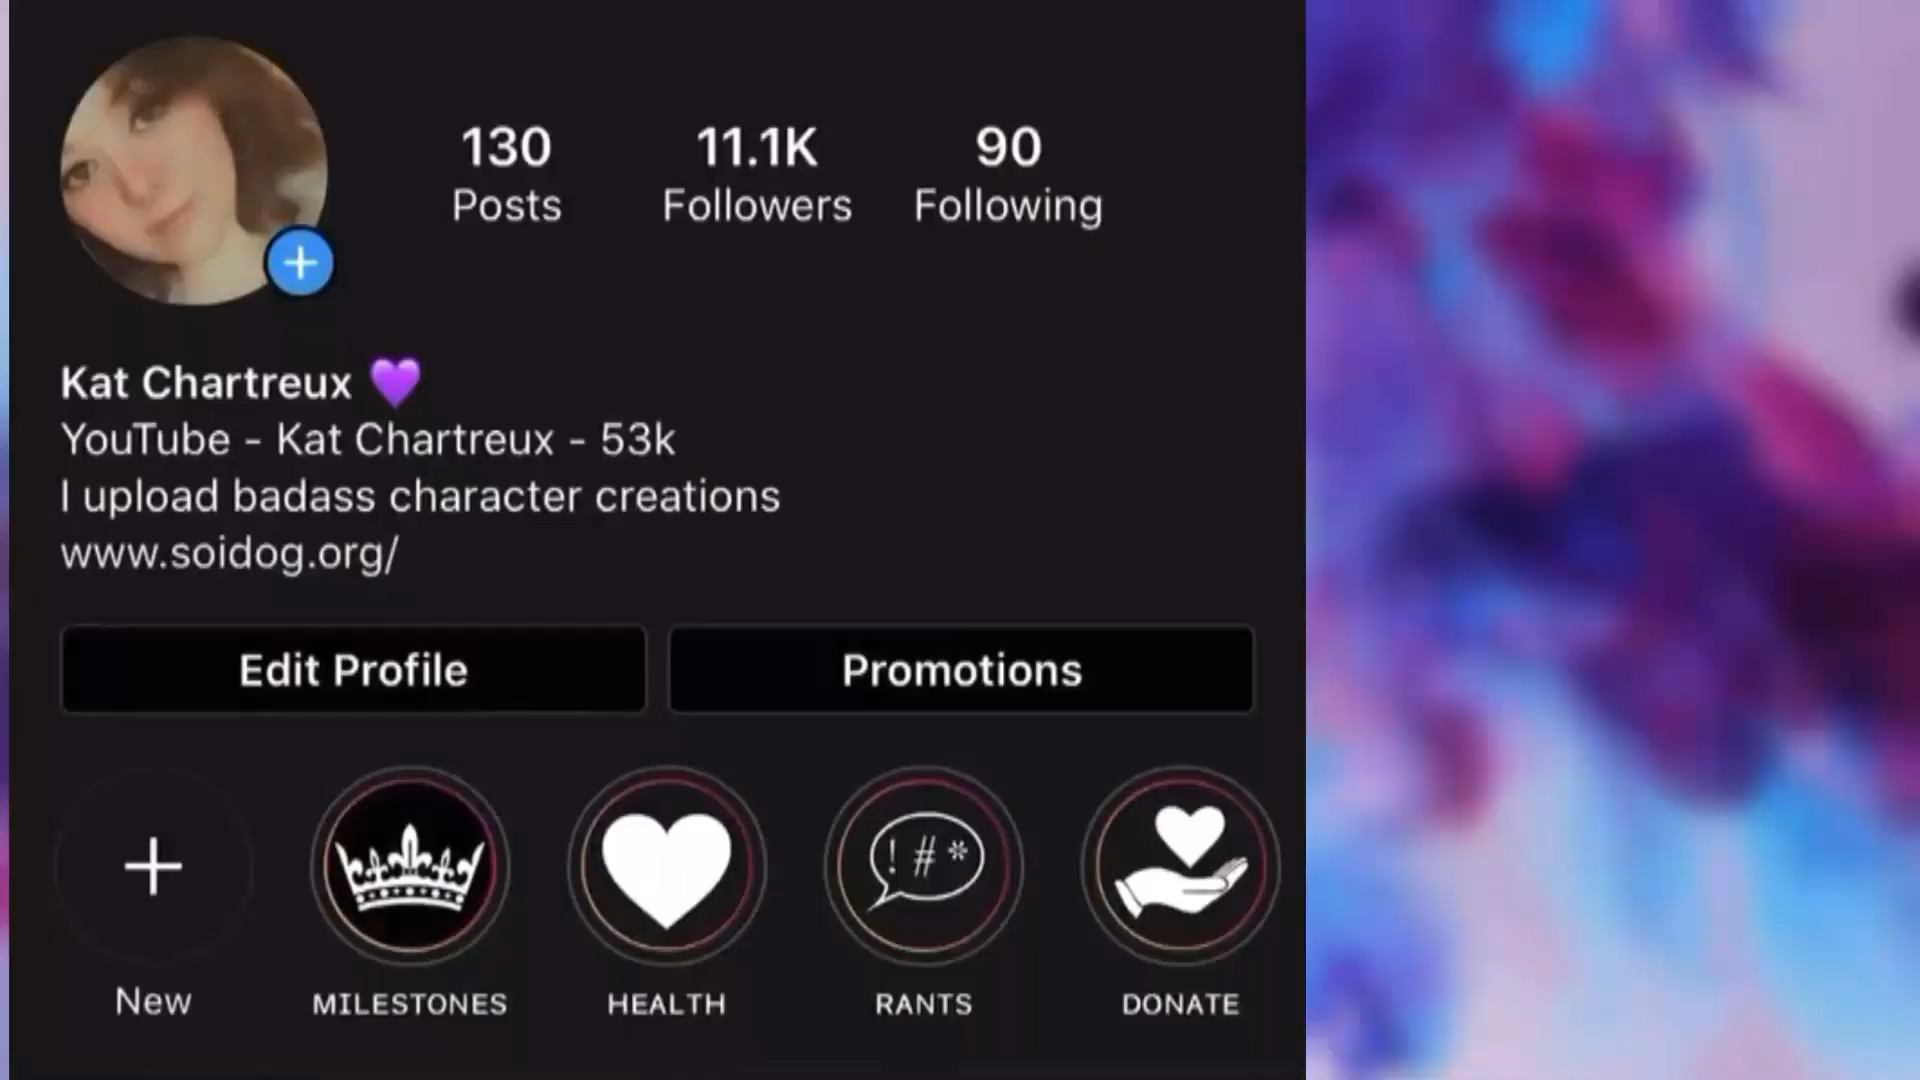 130 11.1K 90
Posts Followers Following
Kat Chartreux 💜
YouTube - Kat Chartreux - 53k
I upload badass character creations
www.soidog.org/
Edit Profile Promotions
! # *
New MILESTONES HEALTH RANTS DONATE